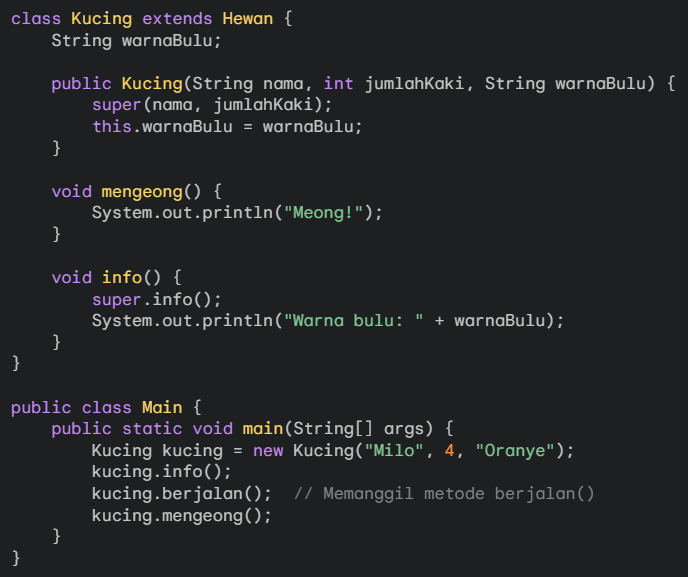 class Kucing extends Hewan {
    String warnaBulu;

    public Kucing(String nama, int jumlahKaki, String warnaBulu) {
        super(nama, jumlahKaki);
        this.warnaBulu = warnaBulu;
    }

    void mengeong() {
        System.out.println("Meong!");
    }

    void info() {
        super.info();
        System.out.println("Warna bulu: " + warnaBulu);
    }
}

public class Main {
    public static void main(String[] args) {
        Kucing kucing = new Kucing("Milo", 4, "Oranye");
        kucing.info();
        kucing.berjalan();  // Memanggil metode berjalan()
        kucing.mengeong();
    }
}